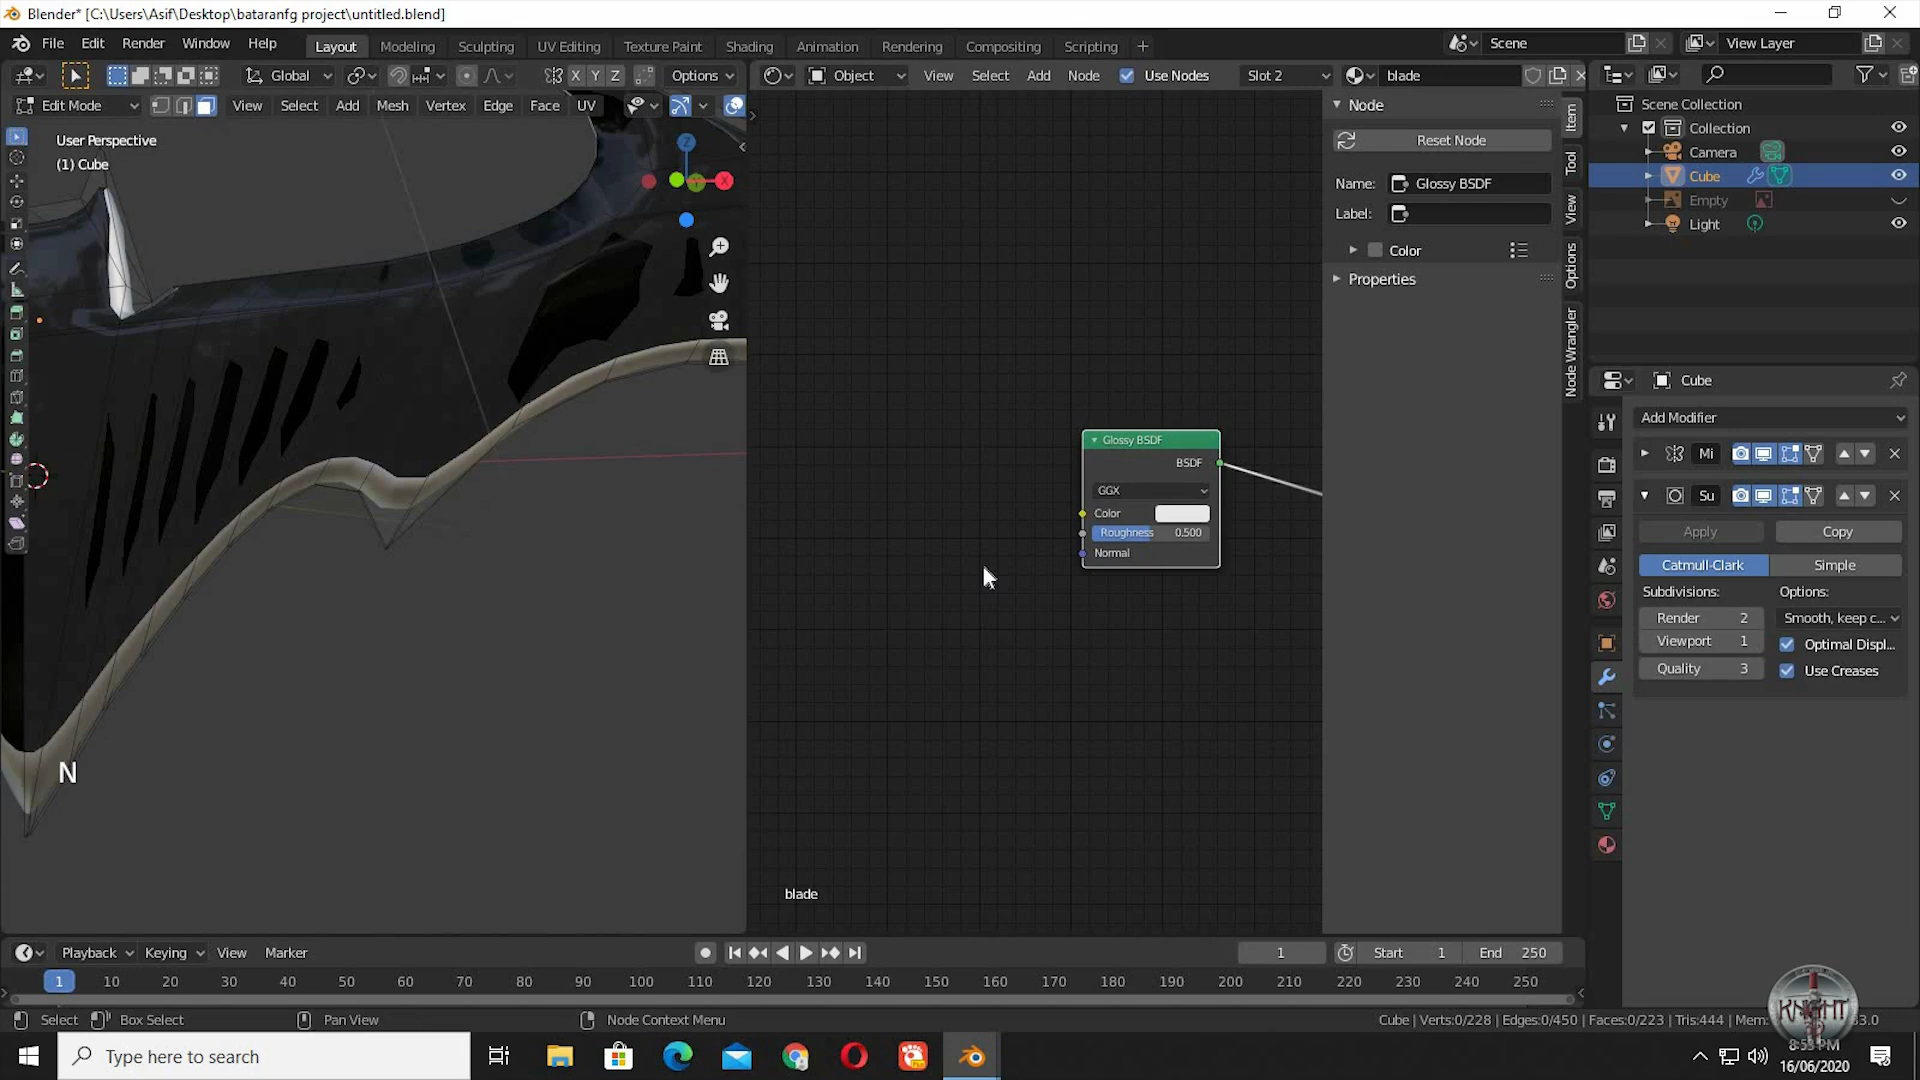 Blender* [C:\Users\Asif\Desktop\bataranfg project\untitled.blend]
File Edit Render Window Help Layout Modeling Sculpting UV Editing Texture Paint Shading Animation Rendering Compositing Scripting + Scene View Layer
Global X Y Z Options Object View Select Add Node Use Nodes Slot 2 blade
Edit Mode View Select Add Mesh Vertex Edge Face UV
User Perspective
(1) Cube
Z
X
N
Glossy BSDF
BSDF
GGX
Color
Roughness 0.500
Normal
blade
Node
Reset Node
Name: Glossy BSDF
Label:
Color
Properties
Item
Tool
View
Options
Node Wrangler
Scene Collection
Collection
Camera
Cube
Empty
Light
Cube
Add Modifier
Mi
Su
Apply Copy
Catmull-Clark Simple
Subdivisions: Options:
Render 2 Smooth, keep c...
Viewport 1 Optimal Displ...
Quality 3 Use Creases
Playback Keying View Marker 1 Start 1 End 250
1 10 20 30 40 50 60 70 80 90 100 110 120 130 140 150 160 170 180 190 200 210 220 230 240 250
Select Box Select Pan View Node Context Menu Cube | Verts:0/228 | Edges:0/450 | Faces:0/223 | Tris:444 | Mem: 3.0
KNIGHT
Type here to search
8:53 PM
16/06/2020